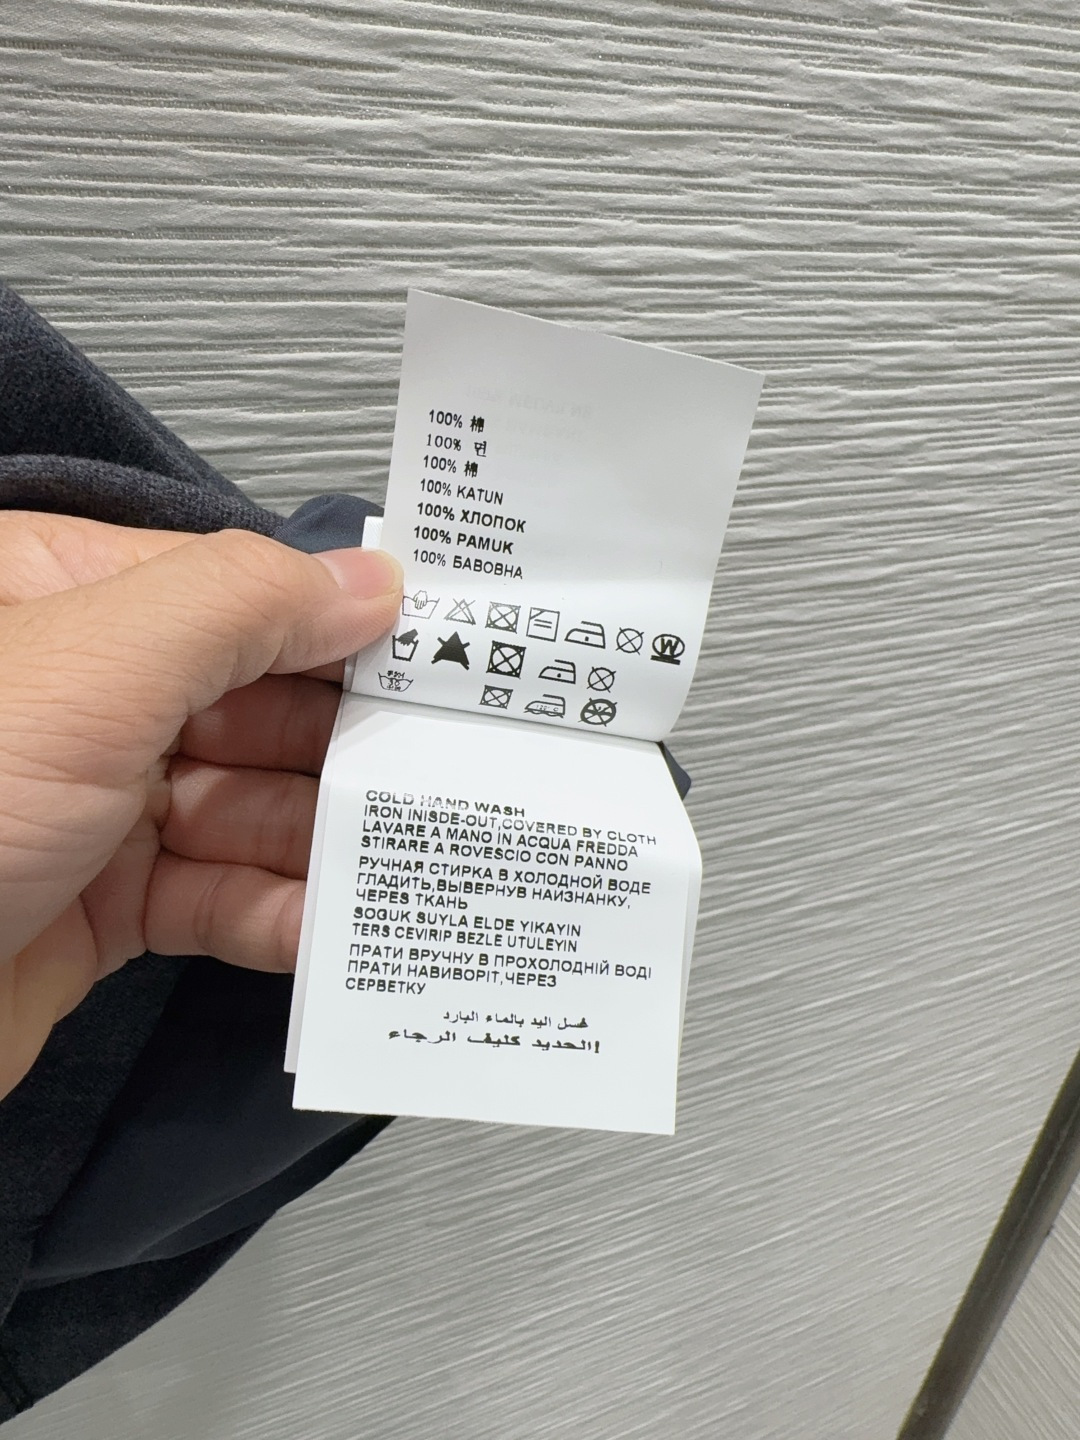 100% 棉
100% 면
100% 棉
100% KATUN
100% ХЛОПОК
100% PAMUK
100% БАВОВНА
W
COLD HAND WASH
IRON INISDE-OUT,COVERED BY CLOTH
LAVARE A MANO IN ACQUA FREDDA
STIRARE A ROVESCIO CON PANNO
РУЧНАЯ СТИРКА В ХОЛОДНОЙ ВОДЕ
ГЛАДИТЬ,ВЫВЕРНУВ НАИЗНАНКУ,
ЧЕРЕЗ ТКАНЬ
SOGUK SUYLA ELDE YIKAYIN
TERS CEVIRIP BEZLE UTULEYIN
ПРАТИ ВРУЧНУ В ПРОХОЛОДНІЙ ВОДІ
ПРАТИ НАВИВОРІТ,ЧЕРЕЗ
СЕРВЕТКУ
غسل اليد بالماء البارد
الحديد كليف الرجاء!